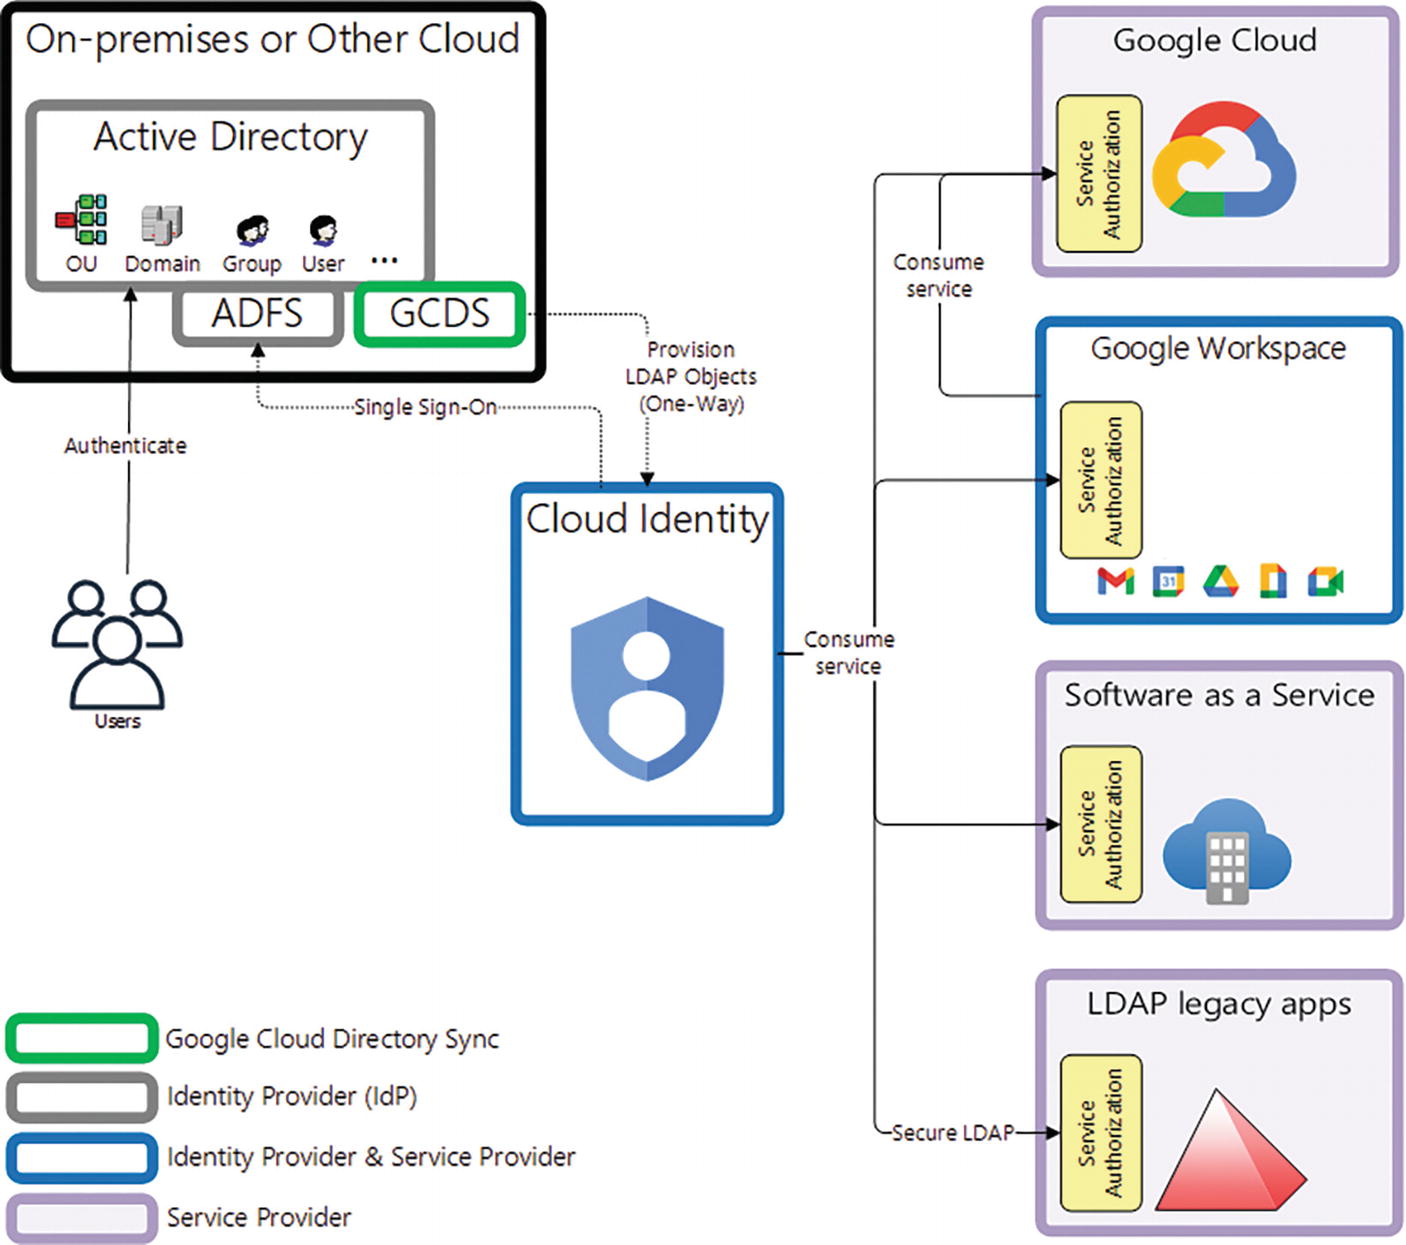 On-premises or Other Cloud
Active Directory
OU
Domain
Group
User
...
ADFS
GCDS
Provision
LDAP Objects
(One-Way)
Single Sign-On
Authenticate
Users
Cloud Identity
Consume
service
Consume
service
Secure LDAP
Google Cloud
Service
Authorization
Google Workspace
Service
Authorization
31
Software as a Service
Service
Authorization
LDAP legacy apps
Service
Authorization
Google Cloud Directory Sync
Identity Provider (IdP)
Identity Provider & Service Provider
Service Provider